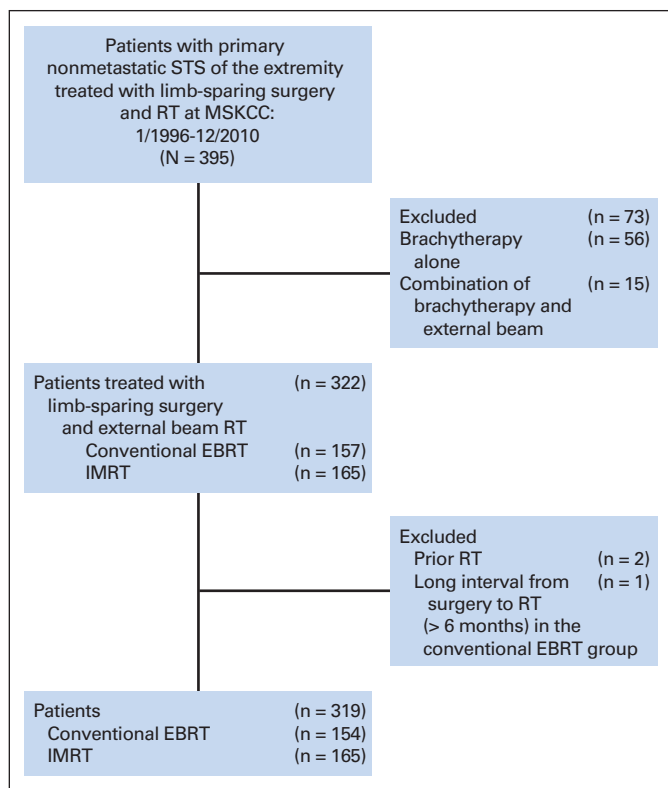 Patients with primary
nonmetastatic STS of the extremity
treated with limb-sparing surgery
and RT at MSKCC:
1/1996-12/2010
(N = 395)
Excluded (n = 73)
Brachytherapy (n = 56)
alone
Combination of (n = 15)
brachytherapy and
external beam
Patients treated with (n = 322)
limb-sparing surgery
and external beam RT
Conventional EBRT (n = 157)
IMRT (n = 165)
Excluded
Prior RT (n = 2)
Long interval from (n = 1)
surgery to RT
(> 6 months) in the
conventional EBRT group
Patients (n = 319)
Conventional EBRT (n = 154)
IMRT (n = 165)